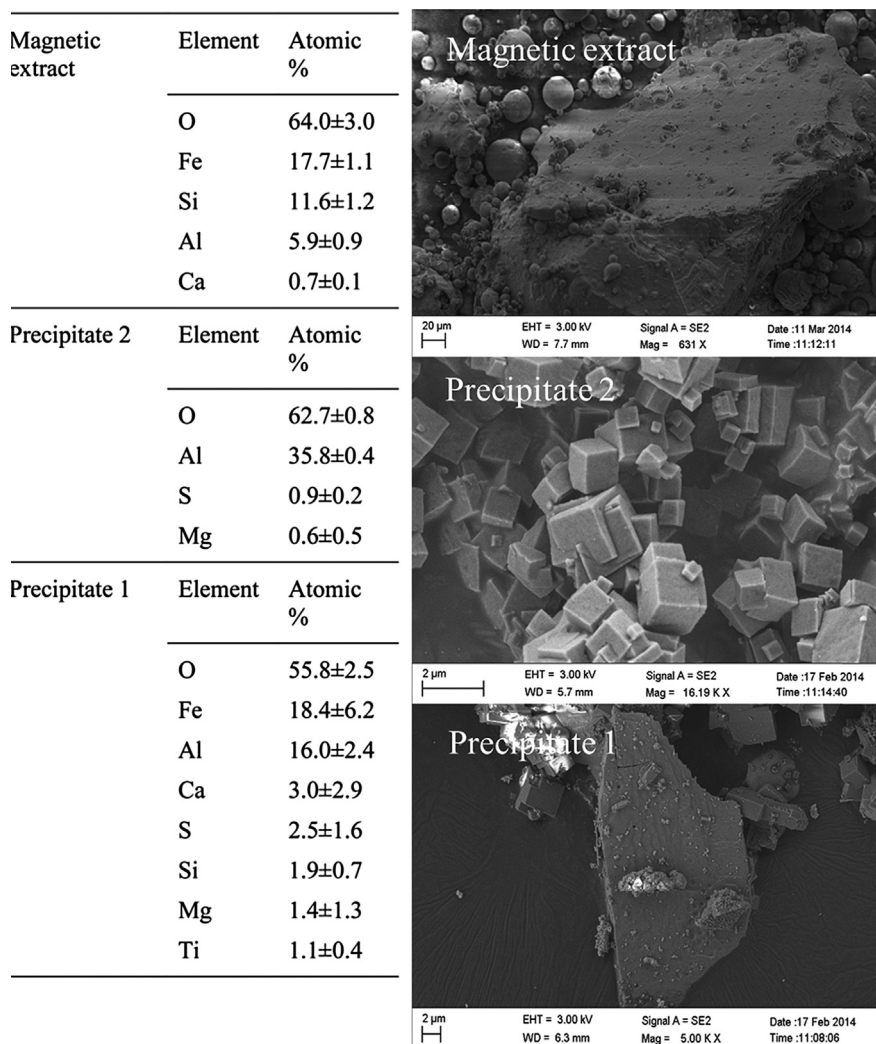 Magnetic extract Element Atomic %
O 64.0±3.0
Fe 17.7±1.1
Si 11.6±1.2
Al 5.9±0.9
Ca 0.7±0.1
Precipitate 2 Element Atomic %
O 62.7±0.8
Al 35.8±0.4
S 0.9±0.2
Mg 0.6±0.5
Precipitate 1 Element Atomic %
O 55.8±2.5
Fe 18.4±6.2
Al 16.0±2.4
Ca 3.0±2.9
S 2.5±1.6
Si 1.9±0.7
Mg 1.4±1.3
Ti 1.1±0.4
Magnetic extract
20 µm EHT = 3.00 kV Signal A = SE2 Date :11 Mar 2014
WD = 7.7 mm Mag = 631 X Time :11:12:11
Precipitate 2
2 µm EHT = 3.00 kV Signal A = SE2 Date :17 Feb 2014
WD = 5.7 mm Mag = 16.19 K X Time :11:14:40
Precipitate 1
2 µm EHT = 3.00 kV Signal A = SE2 Date :17 Feb 2014
WD = 6.3 mm Mag = 5.00 K X Time :11:08:06